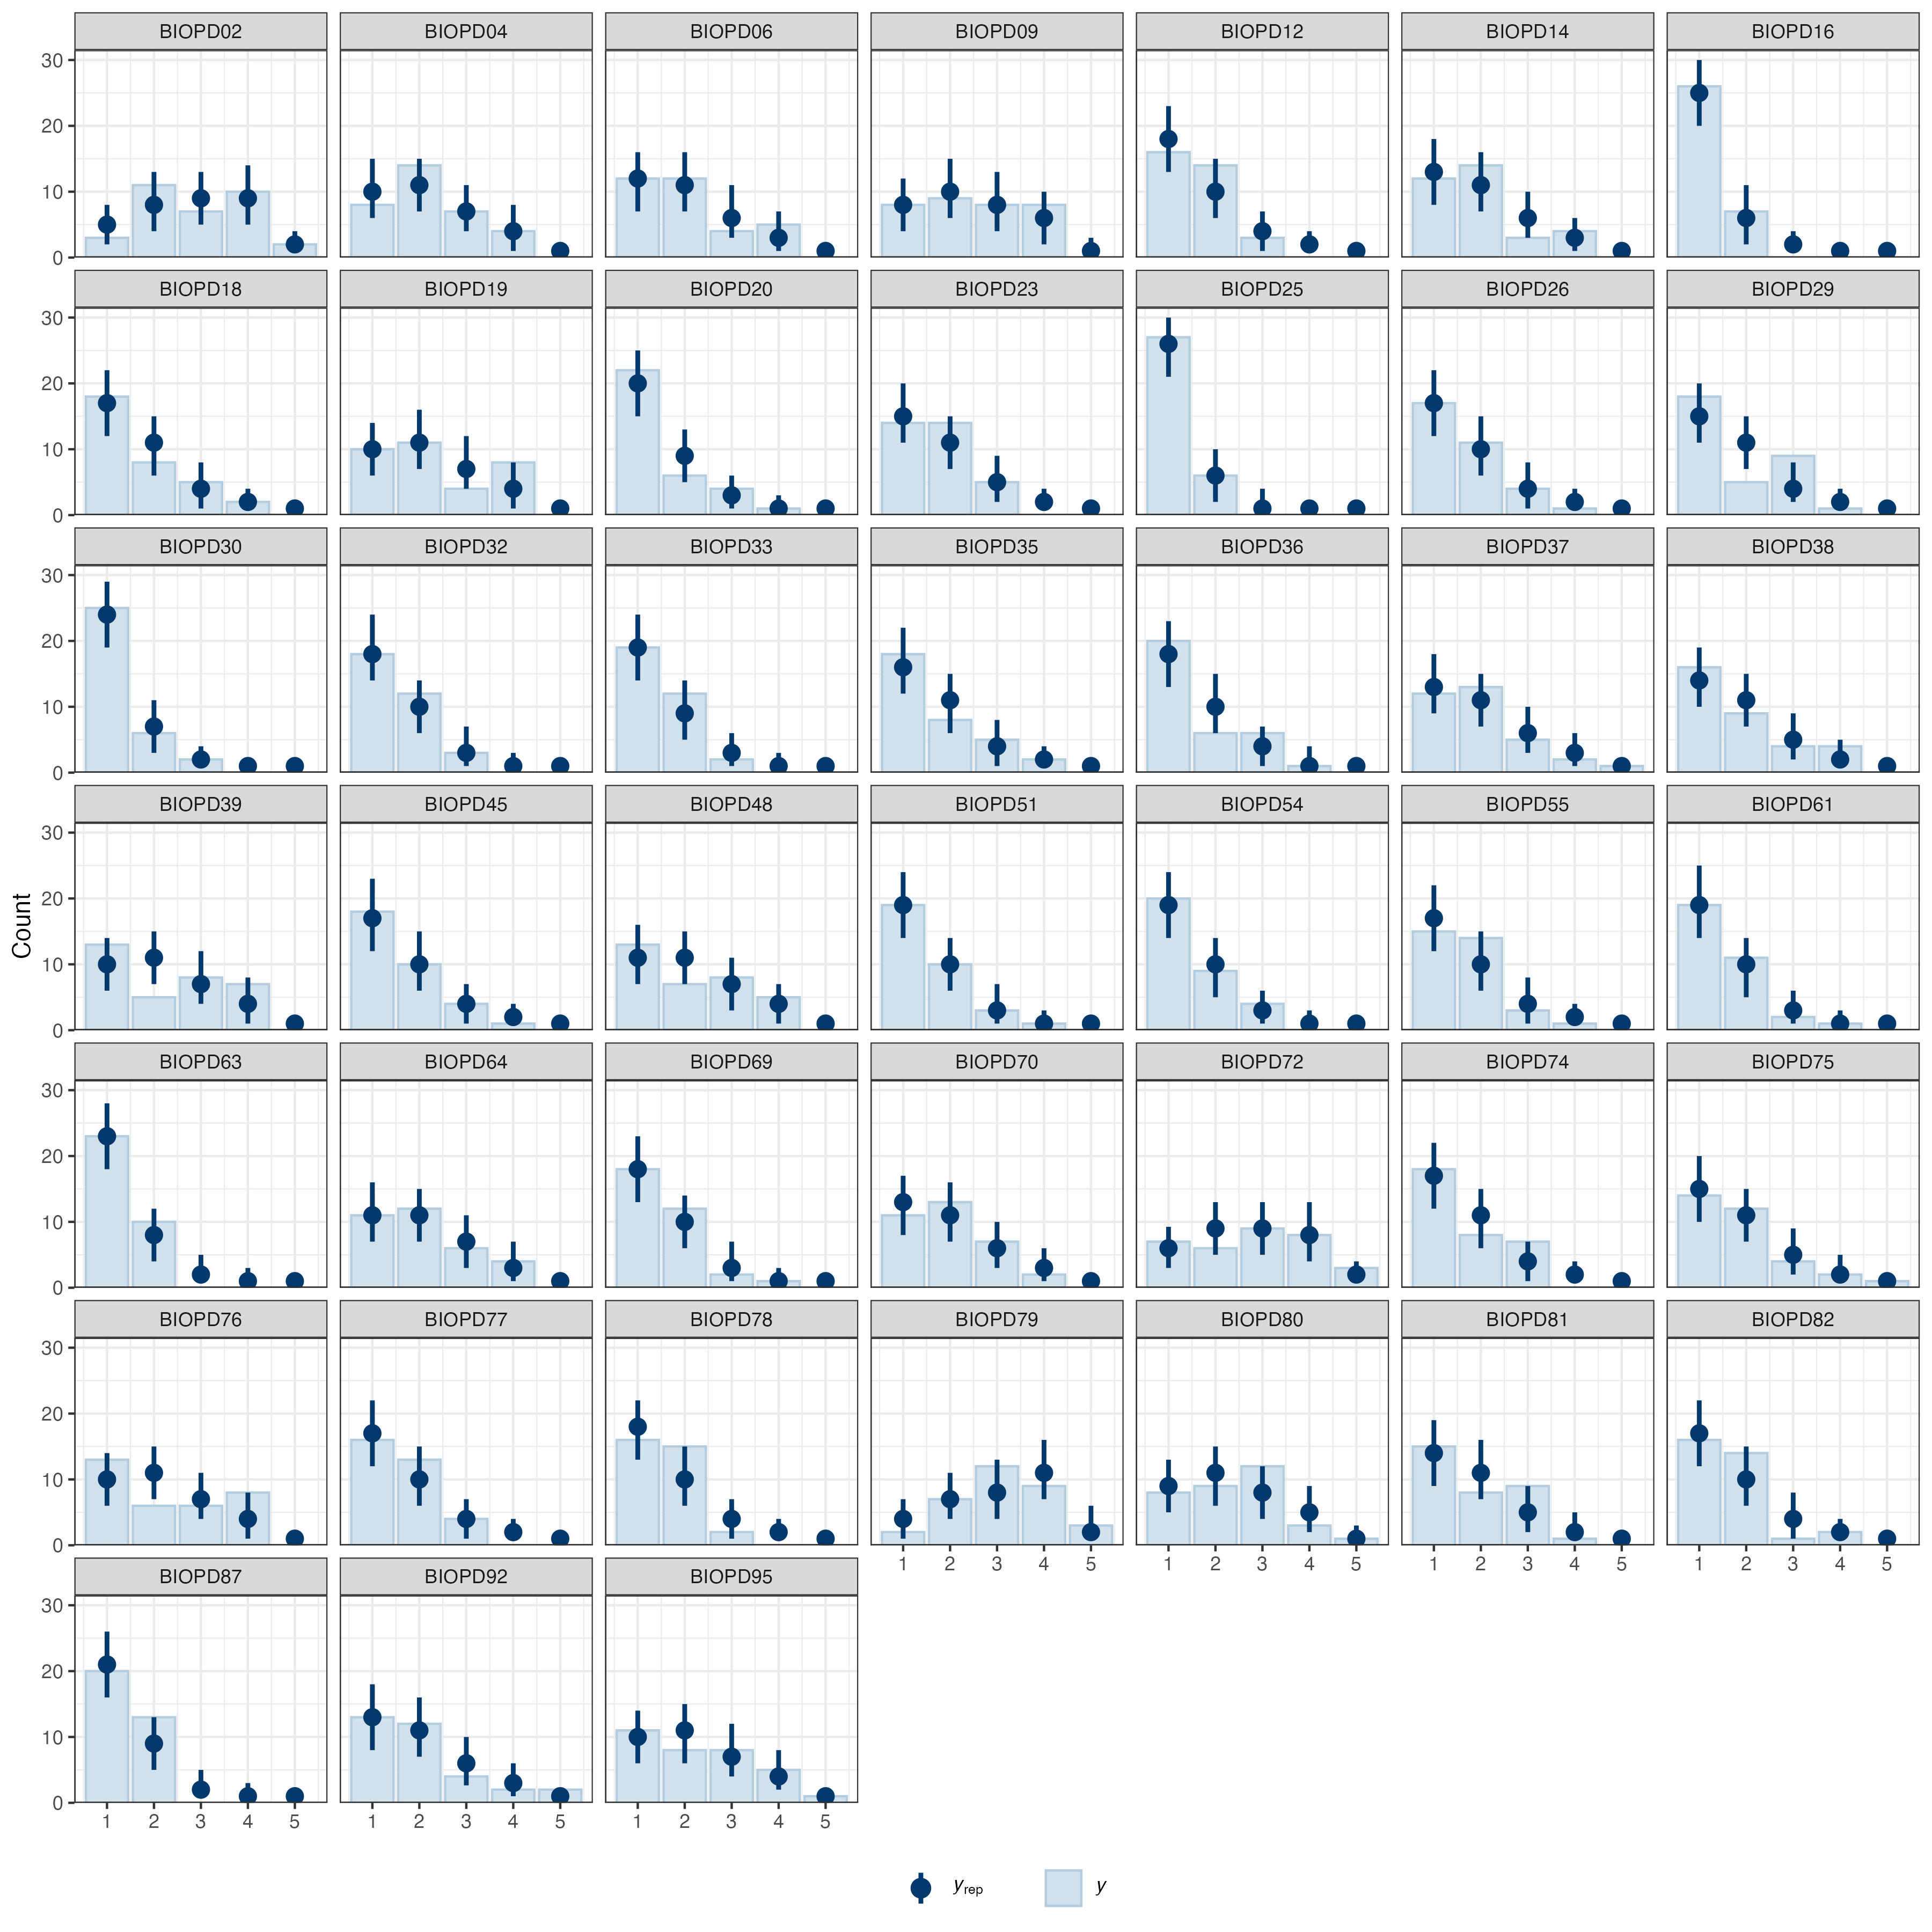 BIOPD02 BIOPD04 BIOPD06 BIOPD09 BIOPD12 BIOPD14 BIOPD16
30
20
10
0
BIOPD18 BIOPD19 BIOPD20 BIOPD23 BIOPD25 BIOPD26 BIOPD29
30
20
10
0
BIOPD30 BIOPD32 BIOPD33 BIOPD35 BIOPD36 BIOPD37 BIOPD38
30
20
10
0
BIOPD39 BIOPD45 BIOPD48 BIOPD51 BIOPD54 BIOPD55 BIOPD61
30
20
10
0
Count
BIOPD63 BIOPD64 BIOPD69 BIOPD70 BIOPD72 BIOPD74 BIOPD75
30
20
10
0
BIOPD76 BIOPD77 BIOPD78 BIOPD79 BIOPD80 BIOPD81 BIOPD82
30
20
10
0
1 2 3 4 5 1 2 3 4 5 1 2 3 4 5 1 2 3 4 5
BIOPD87 BIOPD92 BIOPD95
30
20
10
0
1 2 3 4 5 1 2 3 4 5 1 2 3 4 5
yrep y